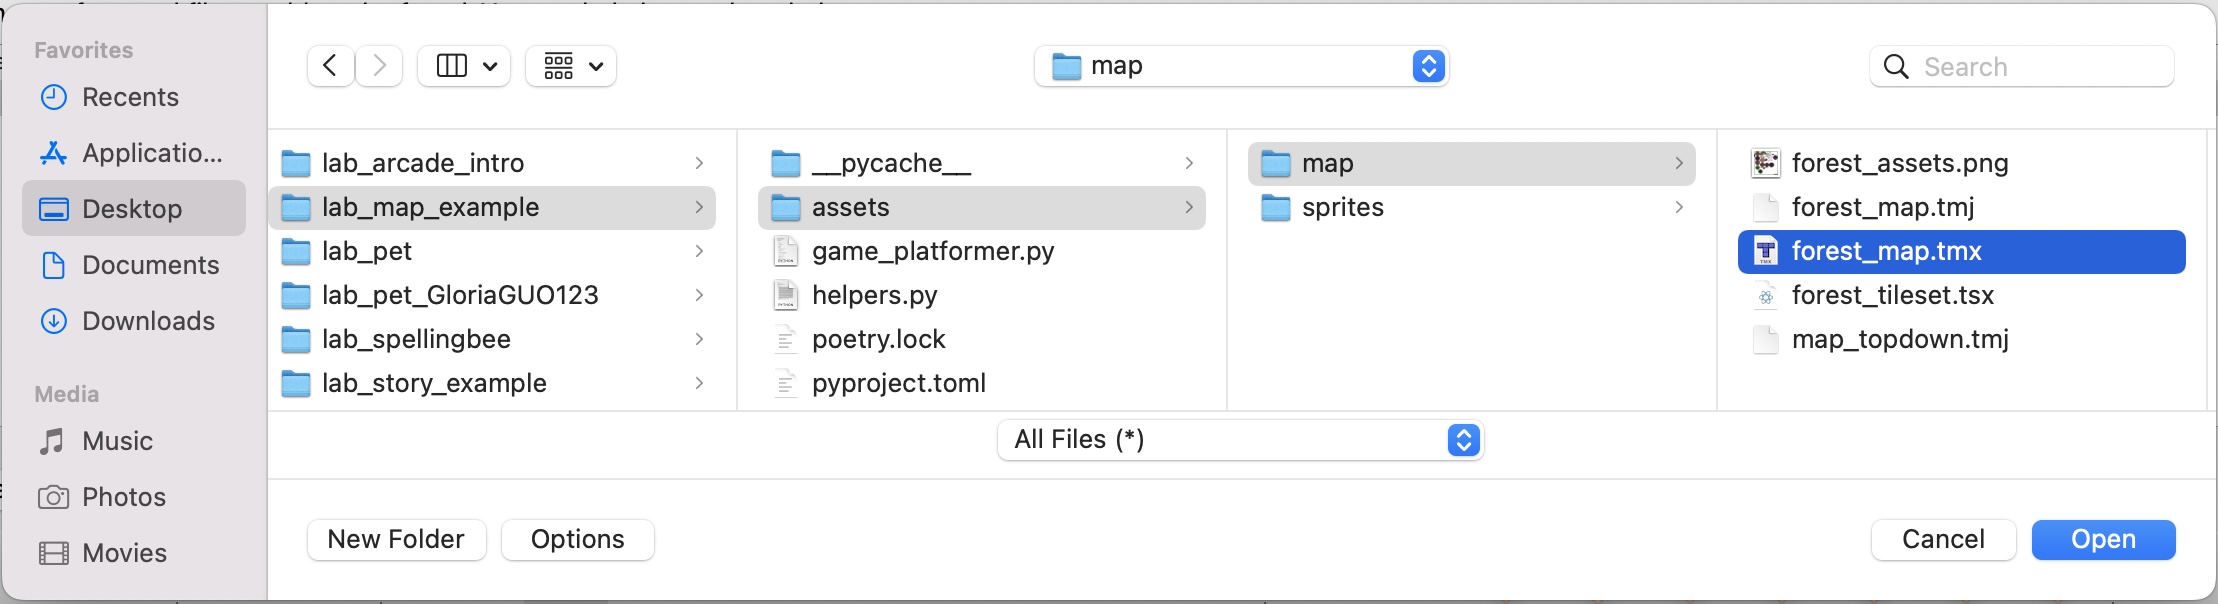 Favorites
Recents
Applicatio...
Desktop
Documents
Downloads
Media
Music
Photos
Movies
map
Search
lab_arcade_intro
lab_map_example
lab_pet
lab_pet_GloriaGUO123
lab_spellingbee
lab_story_example
__pycache__
assets
game_platformer.py
helpers.py
poetry.lock
pyproject.toml
map
sprites
forest_assets.png
forest_map.tmj
forest_map.tmx
forest_tileset.tsx
map_topdown.tmj
All Files (*)
New Folder
Options
Cancel
Open